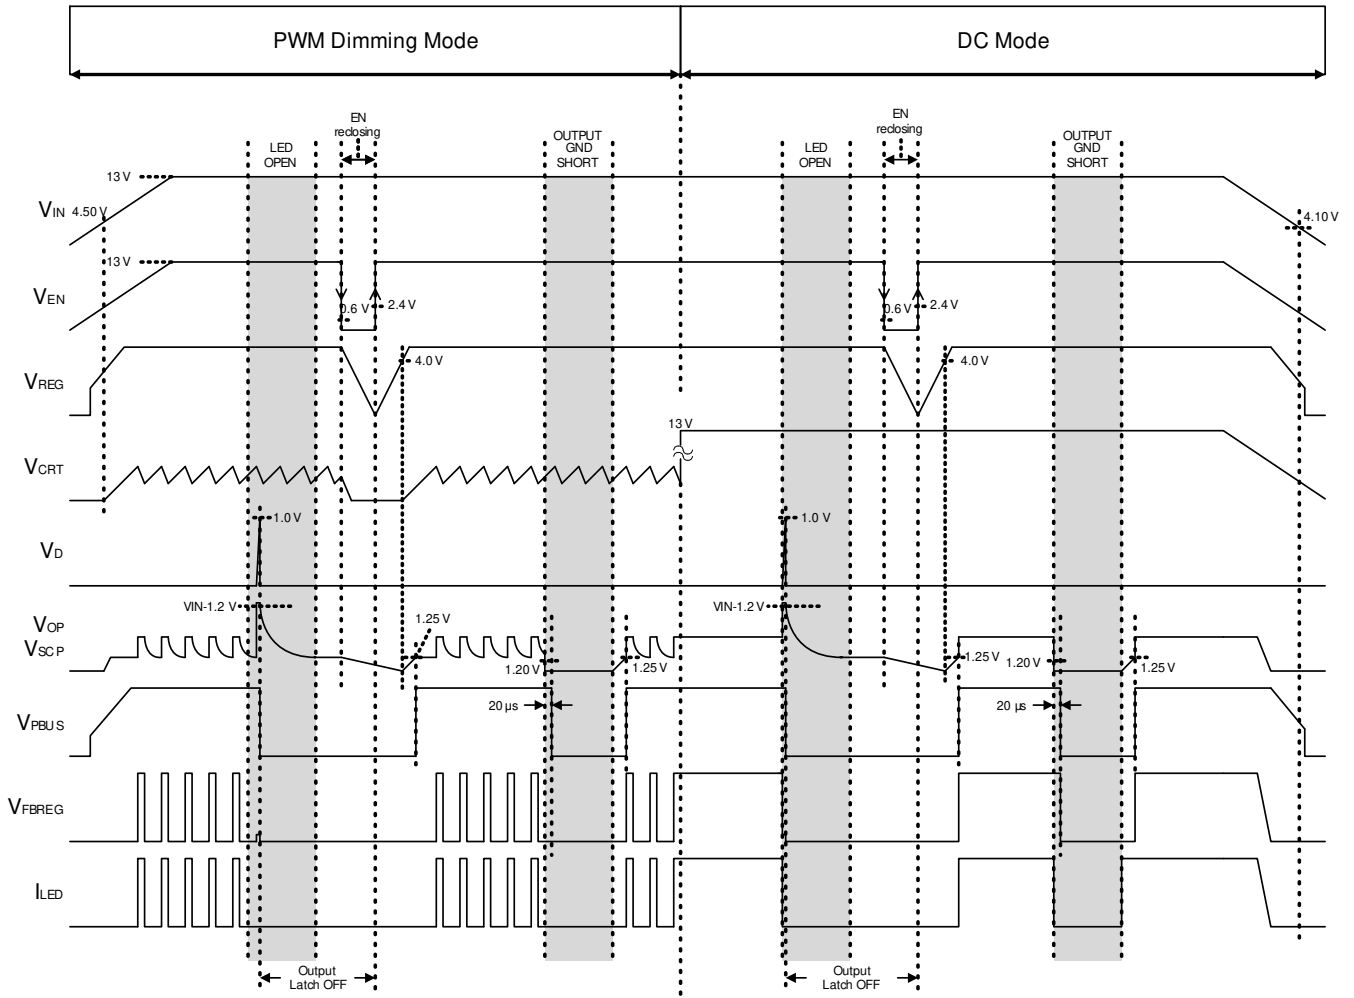 PWM Dimming Mode
DC Mode
EN
reclosing
LED
OPEN
OUTPUT
GND
SHORT
LED
OPEN
EN
reclosing
OUTPUT
GND
SHORT
13 V
VIN
4.50 V
4.10 V
13 V
VEN
0.6 V
2.4 V
0.6 V
2.4 V
VREG
4.0 V
4.0 V
13 V
VCRT
1.0 V
1.0 V
VD
VIN-1.2 V
VIN-1.2 V
VOP
VSCP
1.25 V
1.20 V
1.25 V
1.25 V
1.20 V
1.25 V
VPBUS
20 µs
20 µs
VFBREG
ILED
Output
Latch OFF
Output
Latch OFF